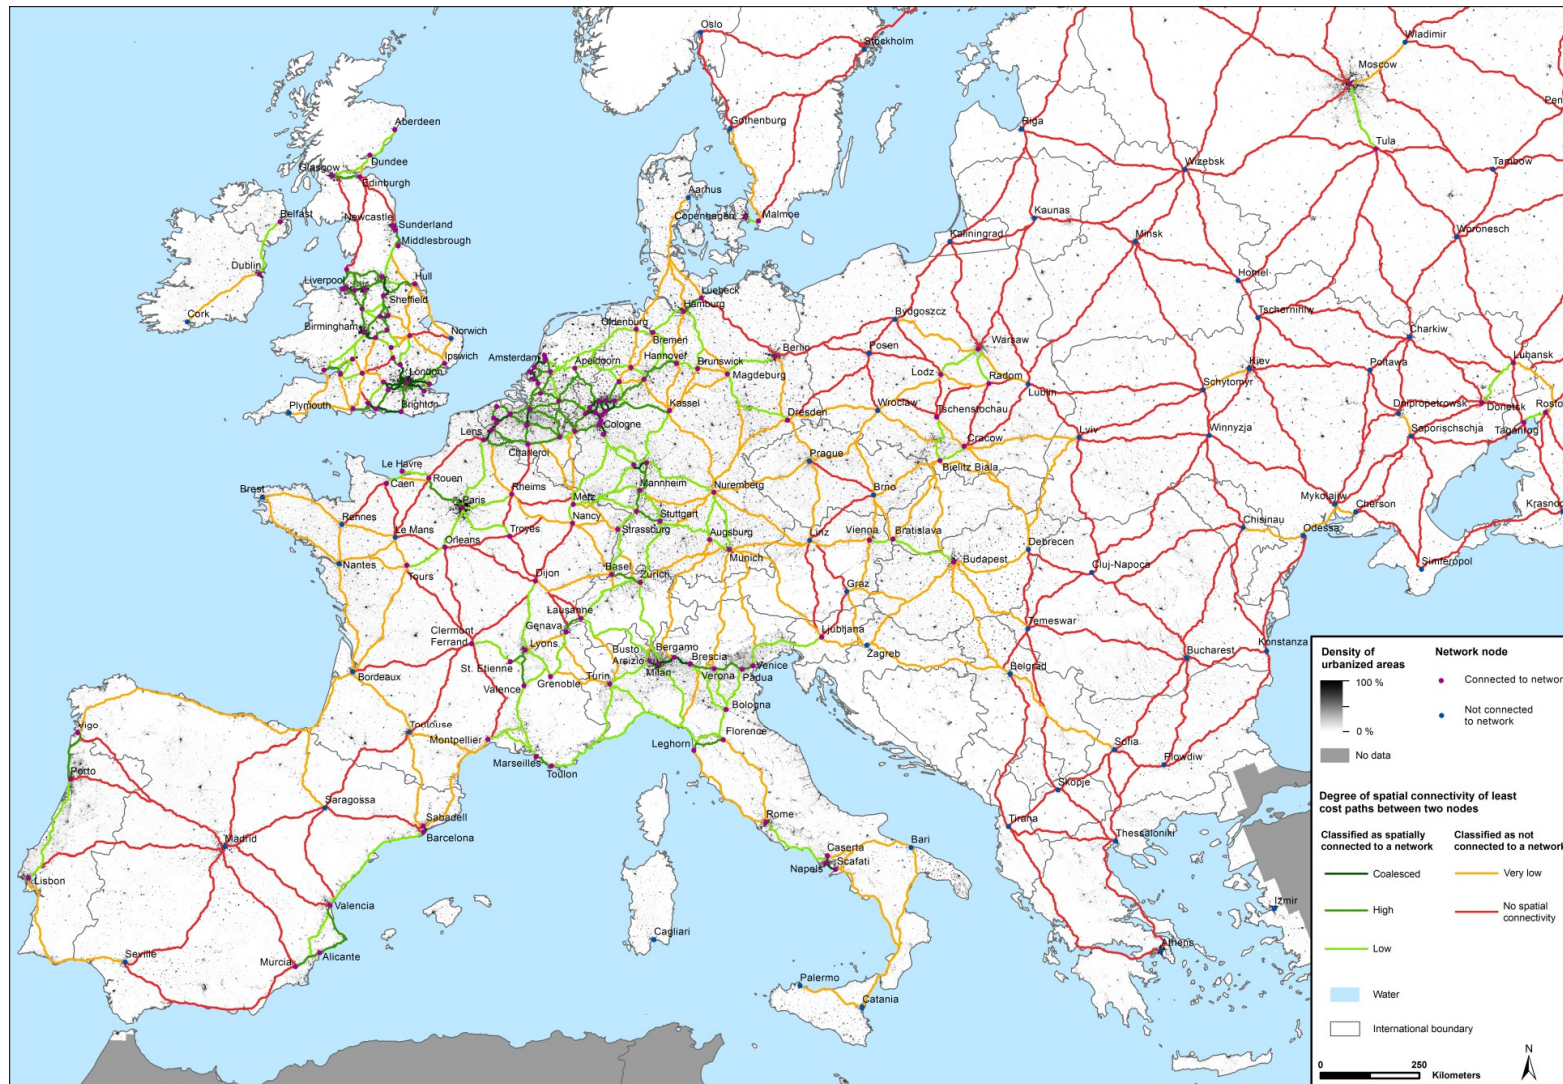 Oslo
Stockholm
Wladimir
Moscow
Pen
Aberdeen
Gothenburg
Riga
Tula
Dundee
Glasgow
Edinburgh
Wizebsk
Tambow
Aarhus
Belfast
Newcastle
Sunderland
Copenhagen
Malmoe
Kaunas
Middlesbrough
Kaliningrad
Minsk
Woronesch
Dublin
Liverpool
Hull
Homel
Sheffield
Luebeck
Hamburg
Cork
Birmingham
Norwich
Oldenburg
Bremen
Bydgoszcz
Tscherniniw
Charkiw
Ipswich
Amsterdam
Apeldoorn
Hannover
Brunswick
Berlin
Posen
Warsaw
Luhansk
London
Magdeburg
Lodz
Radom
Kiev
Poltawa
Lublin
Schytomyr
Plymouth
Brighton
Kassel
Dresden
Wroclaw
Tschenstochau
Dnipropetrowsk
Donetsk
Rosto
Lens
Cologne
Taganrog
Charleroi
Cracow
Lviv
Winnyzja
Saporischschja
Le Havre
Prague
Bielitz Biala
Rouen
Caen
Rheims
Mannheim
Nuremberg
Brest
Paris
Metz
Brno
Mykolajiw
Cherson
Krasnod
Rennes
Le Mans
Troyes
Nancy
Stuttgart
Strassburg
Augsburg
Linz
Vienna
Bratislava
Chisinau
Odessa
Orleans
Munich
Debrecen
Nantes
Tours
Basel
Budapest
Cluj-Napoca
Simferopol
Dijon
Zurich
Graz
Lausanne
Genava
Clermont
Ferrand
Lyons
Ljubljana
Temeswar
Konstanza
Busto
Arsizio
Bergamo
Brescia
Venice
Zagreb
Bucharest
St. Etienne
Milan
Verona
Padua
Belgrad
Bordeaux
Valence
Grenoble
Turin
Bologna
Vigo
Toulouse
Montpellier
Florence
Leghorn
Sofia
Marseilles
Toulon
Plowdiw
Porto
Skopje
Saragossa
Sabadell
Rome
Tirana
Barcelona
Madrid
Caserta
Bari
Thessaloniki
Napels
Scafati
Lisbon
Valencia
Izmir
Cagliari
Athens
Seville
Murcia
Alicante
Palermo
Catania
Density of
urbanized areas
100 %
0 %
No data
Network node
Connected to networ
Not connected
to network
Degree of spatial connectivity of least
cost paths between two nodes
Classified as spatially
connected to a network
Classified as not
connected to a network
Coalesced
Very low
High
No spatial
connectivity
Low
Water
International boundary
0
250
Kilometers
N